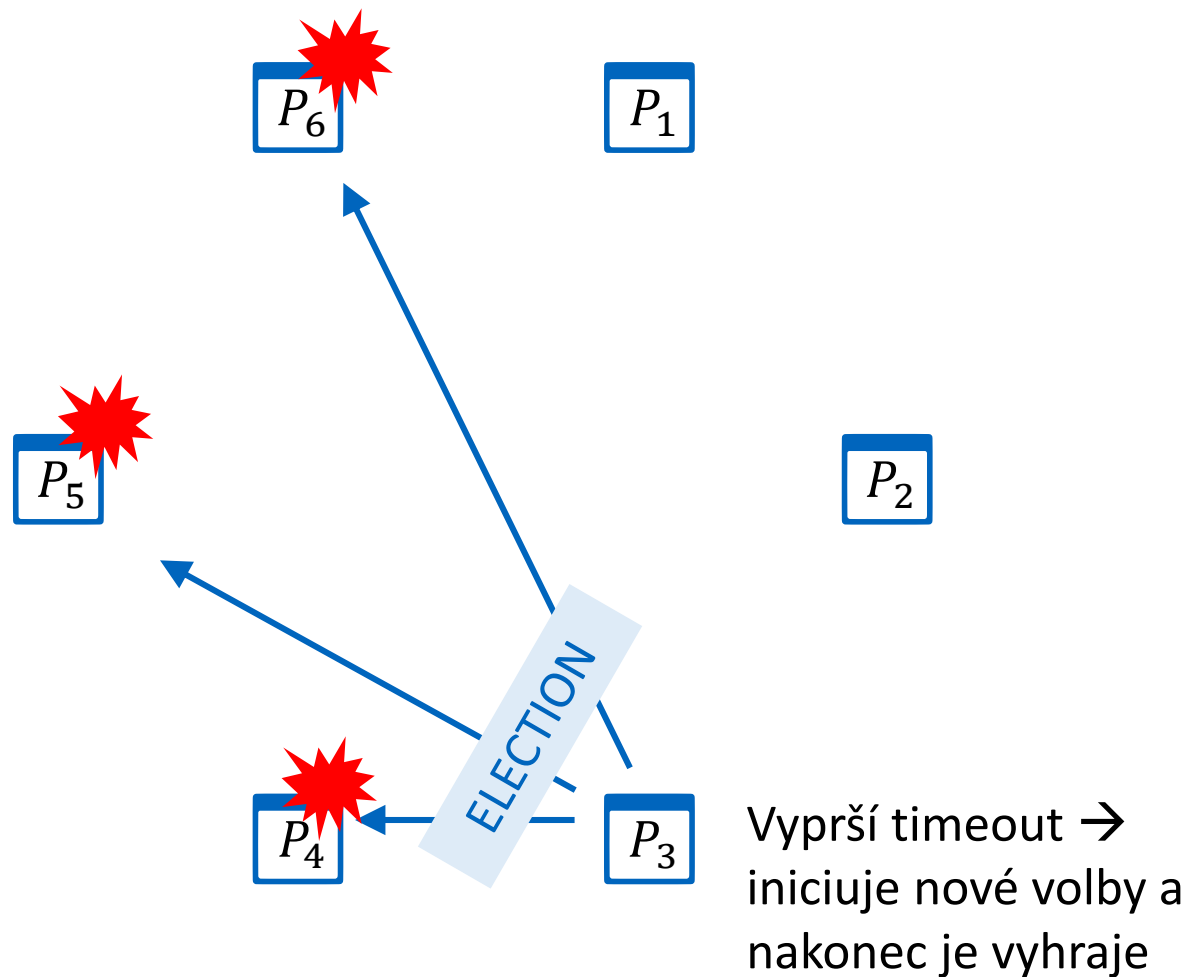 P₆
P₁
P₅
P₂
ELECTION
P₄
P₃
Vyprší timeout →
iniciuje nové volby a
nakonec je vyhraje